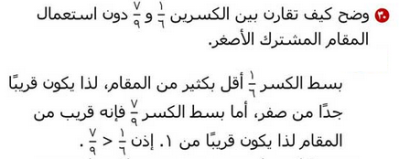 ٣٠ وضح كيف تقارن بين الكسرين ١/٦ و ٧/٩ دون استعمال
المقام المشترك الأصغر.
بسط الكسر ١/٦ أقل بكثير من المقام، لذا يكون قريبًا
جدًا من صفر، أما بسط الكسر ٧/٩ فإنه قريب من
المقام لذا يكون قريبًا من ١. إذن ١/٦ < ٧/٩ .